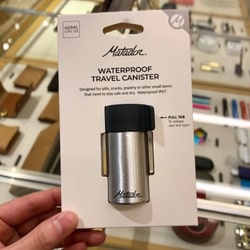 40ML
Matador
WATERPROOF
TRAVEL CANISTER
Designed for pills, snacks, jewelry or other small items
that need to stay safe and dry. Waterproof IPX7.
PULL TAB
Matador